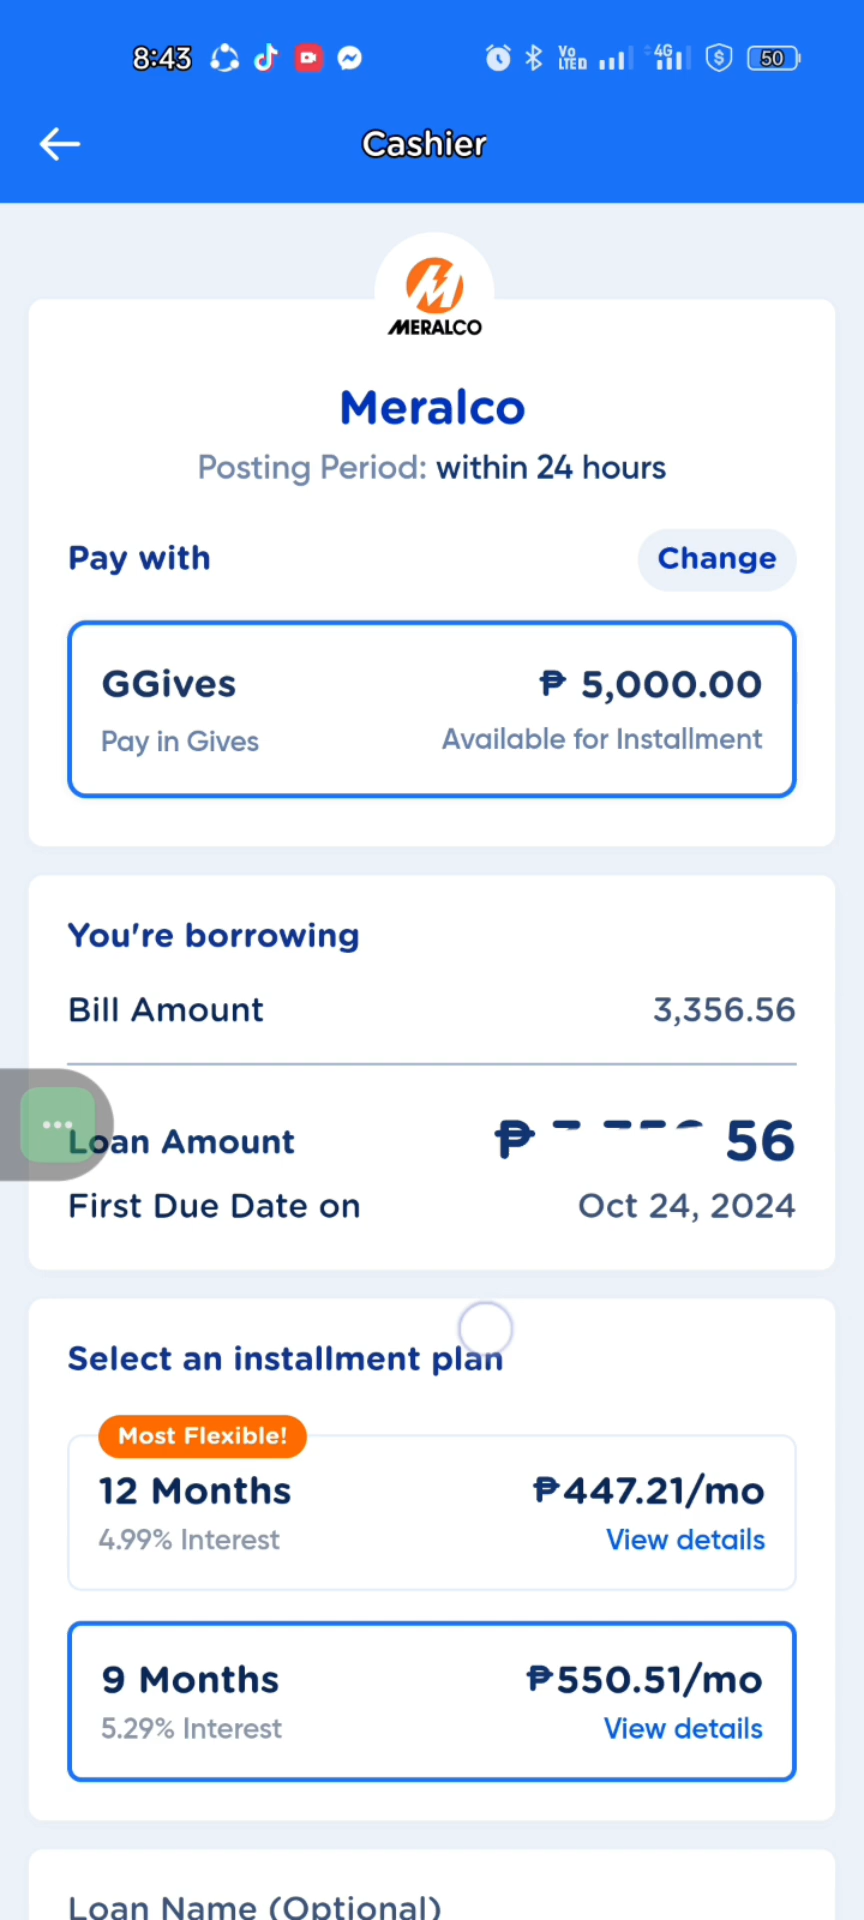 8:43
VoLTED 4G 50
Cashier
MERALCO
Meralco
Posting Period: within 24 hours
Pay with
Change
GGives
₱ 5,000.00
Pay in Gives
Available for Installment
You're borrowing
Bill Amount
3,356.56
Loan Amount
₱ 56
First Due Date on
Oct 24, 2024
Select an installment plan
Most Flexible!
12 Months
₱447.21/mo
4.99% Interest
View details
9 Months
₱550.51/mo
5.29% Interest
View details
Loan Name (Optional)